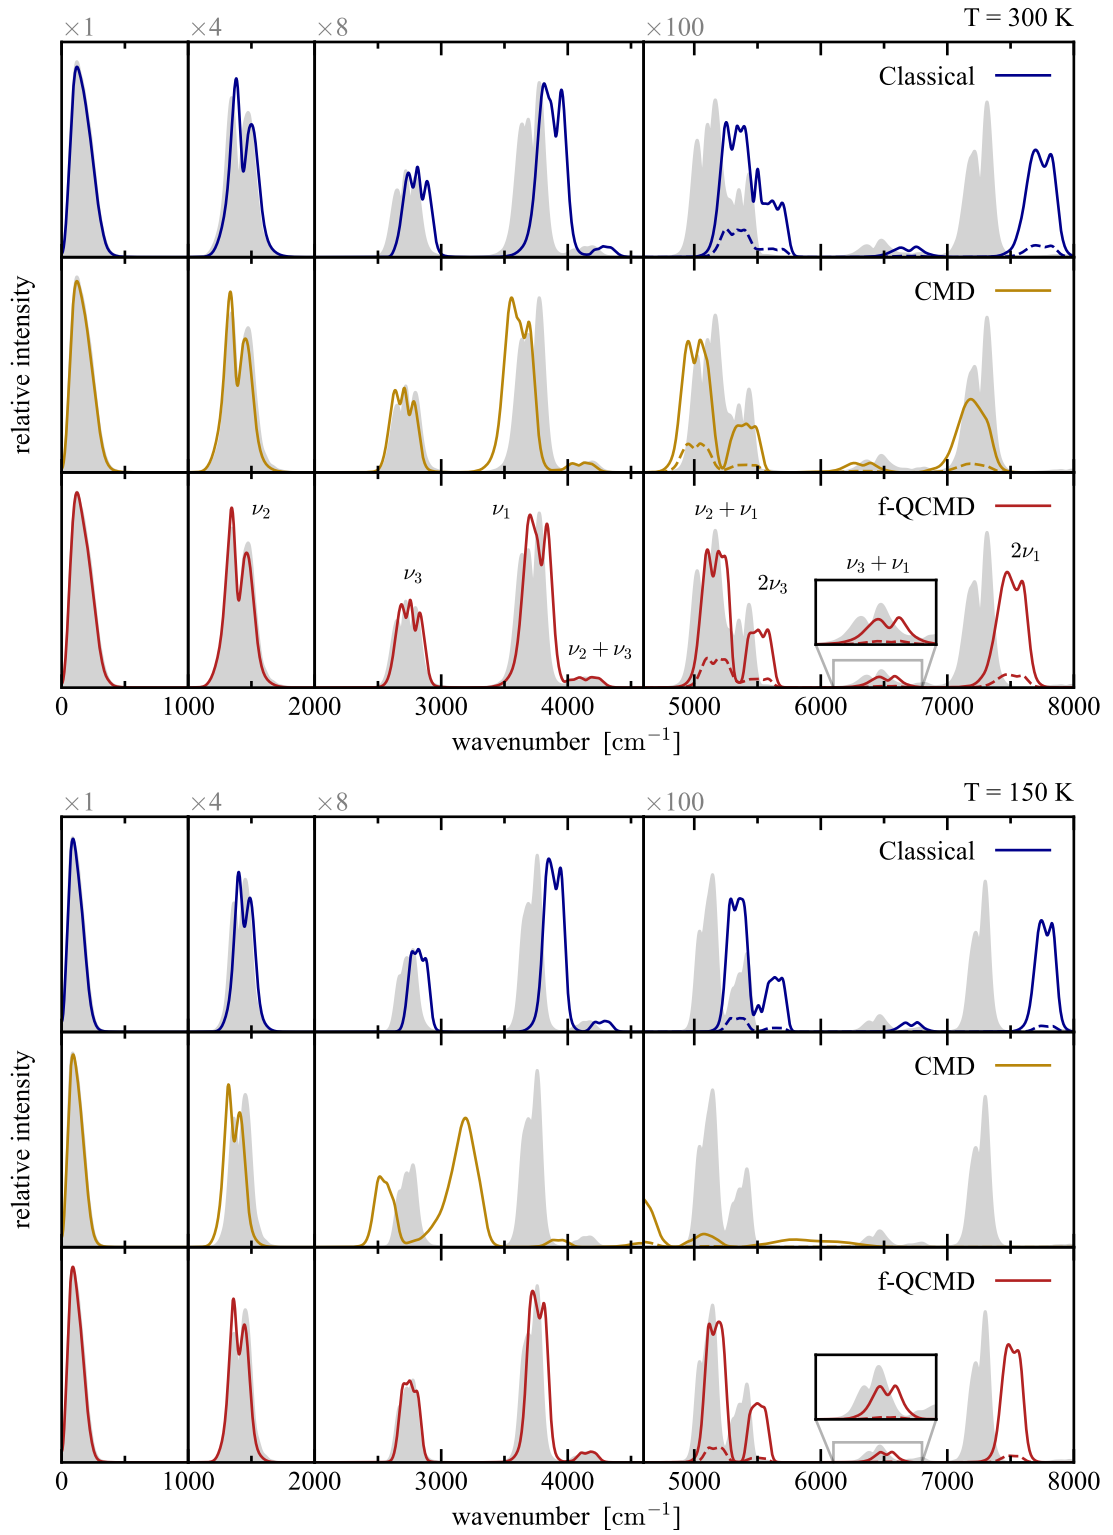 T = 300 K
×1 ×4 ×8 ×100
Classical
CMD
relative intensity
f-QCMD
ν₂ ν₁ ν₂ + ν₁
2ν₁
ν₃ + ν₁
ν₃ 2ν₃
ν₂ + ν₃
0 1000 2000 3000 4000 5000 6000 7000 8000
wavenumber [cm⁻¹]
T = 150 K
×1 ×4 ×8 ×100
Classical
CMD
relative intensity
f-QCMD
0 1000 2000 3000 4000 5000 6000 7000 8000
wavenumber [cm⁻¹]